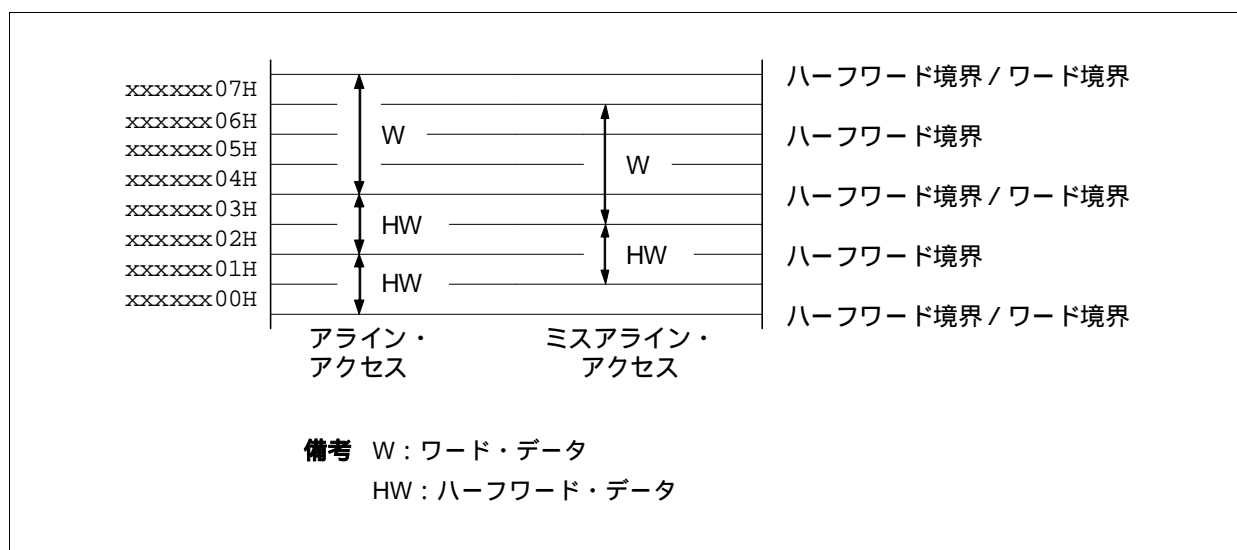 ハーフワード境界／ワード境界
xxxxxx07H
xxxxxx06H
W
ハーフワード境界
xxxxxx05H
W
xxxxxx04H
ハーフワード境界／ワード境界
xxxxxx03H
HW
xxxxxx02H
HW
ハーフワード境界
xxxxxx01H
HW
xxxxxx00H
ハーフワード境界／ワード境界
アライン・
アクセス
ミスアライン・
アクセス
備考 W：ワード・データ
HW：ハーフワード・データ